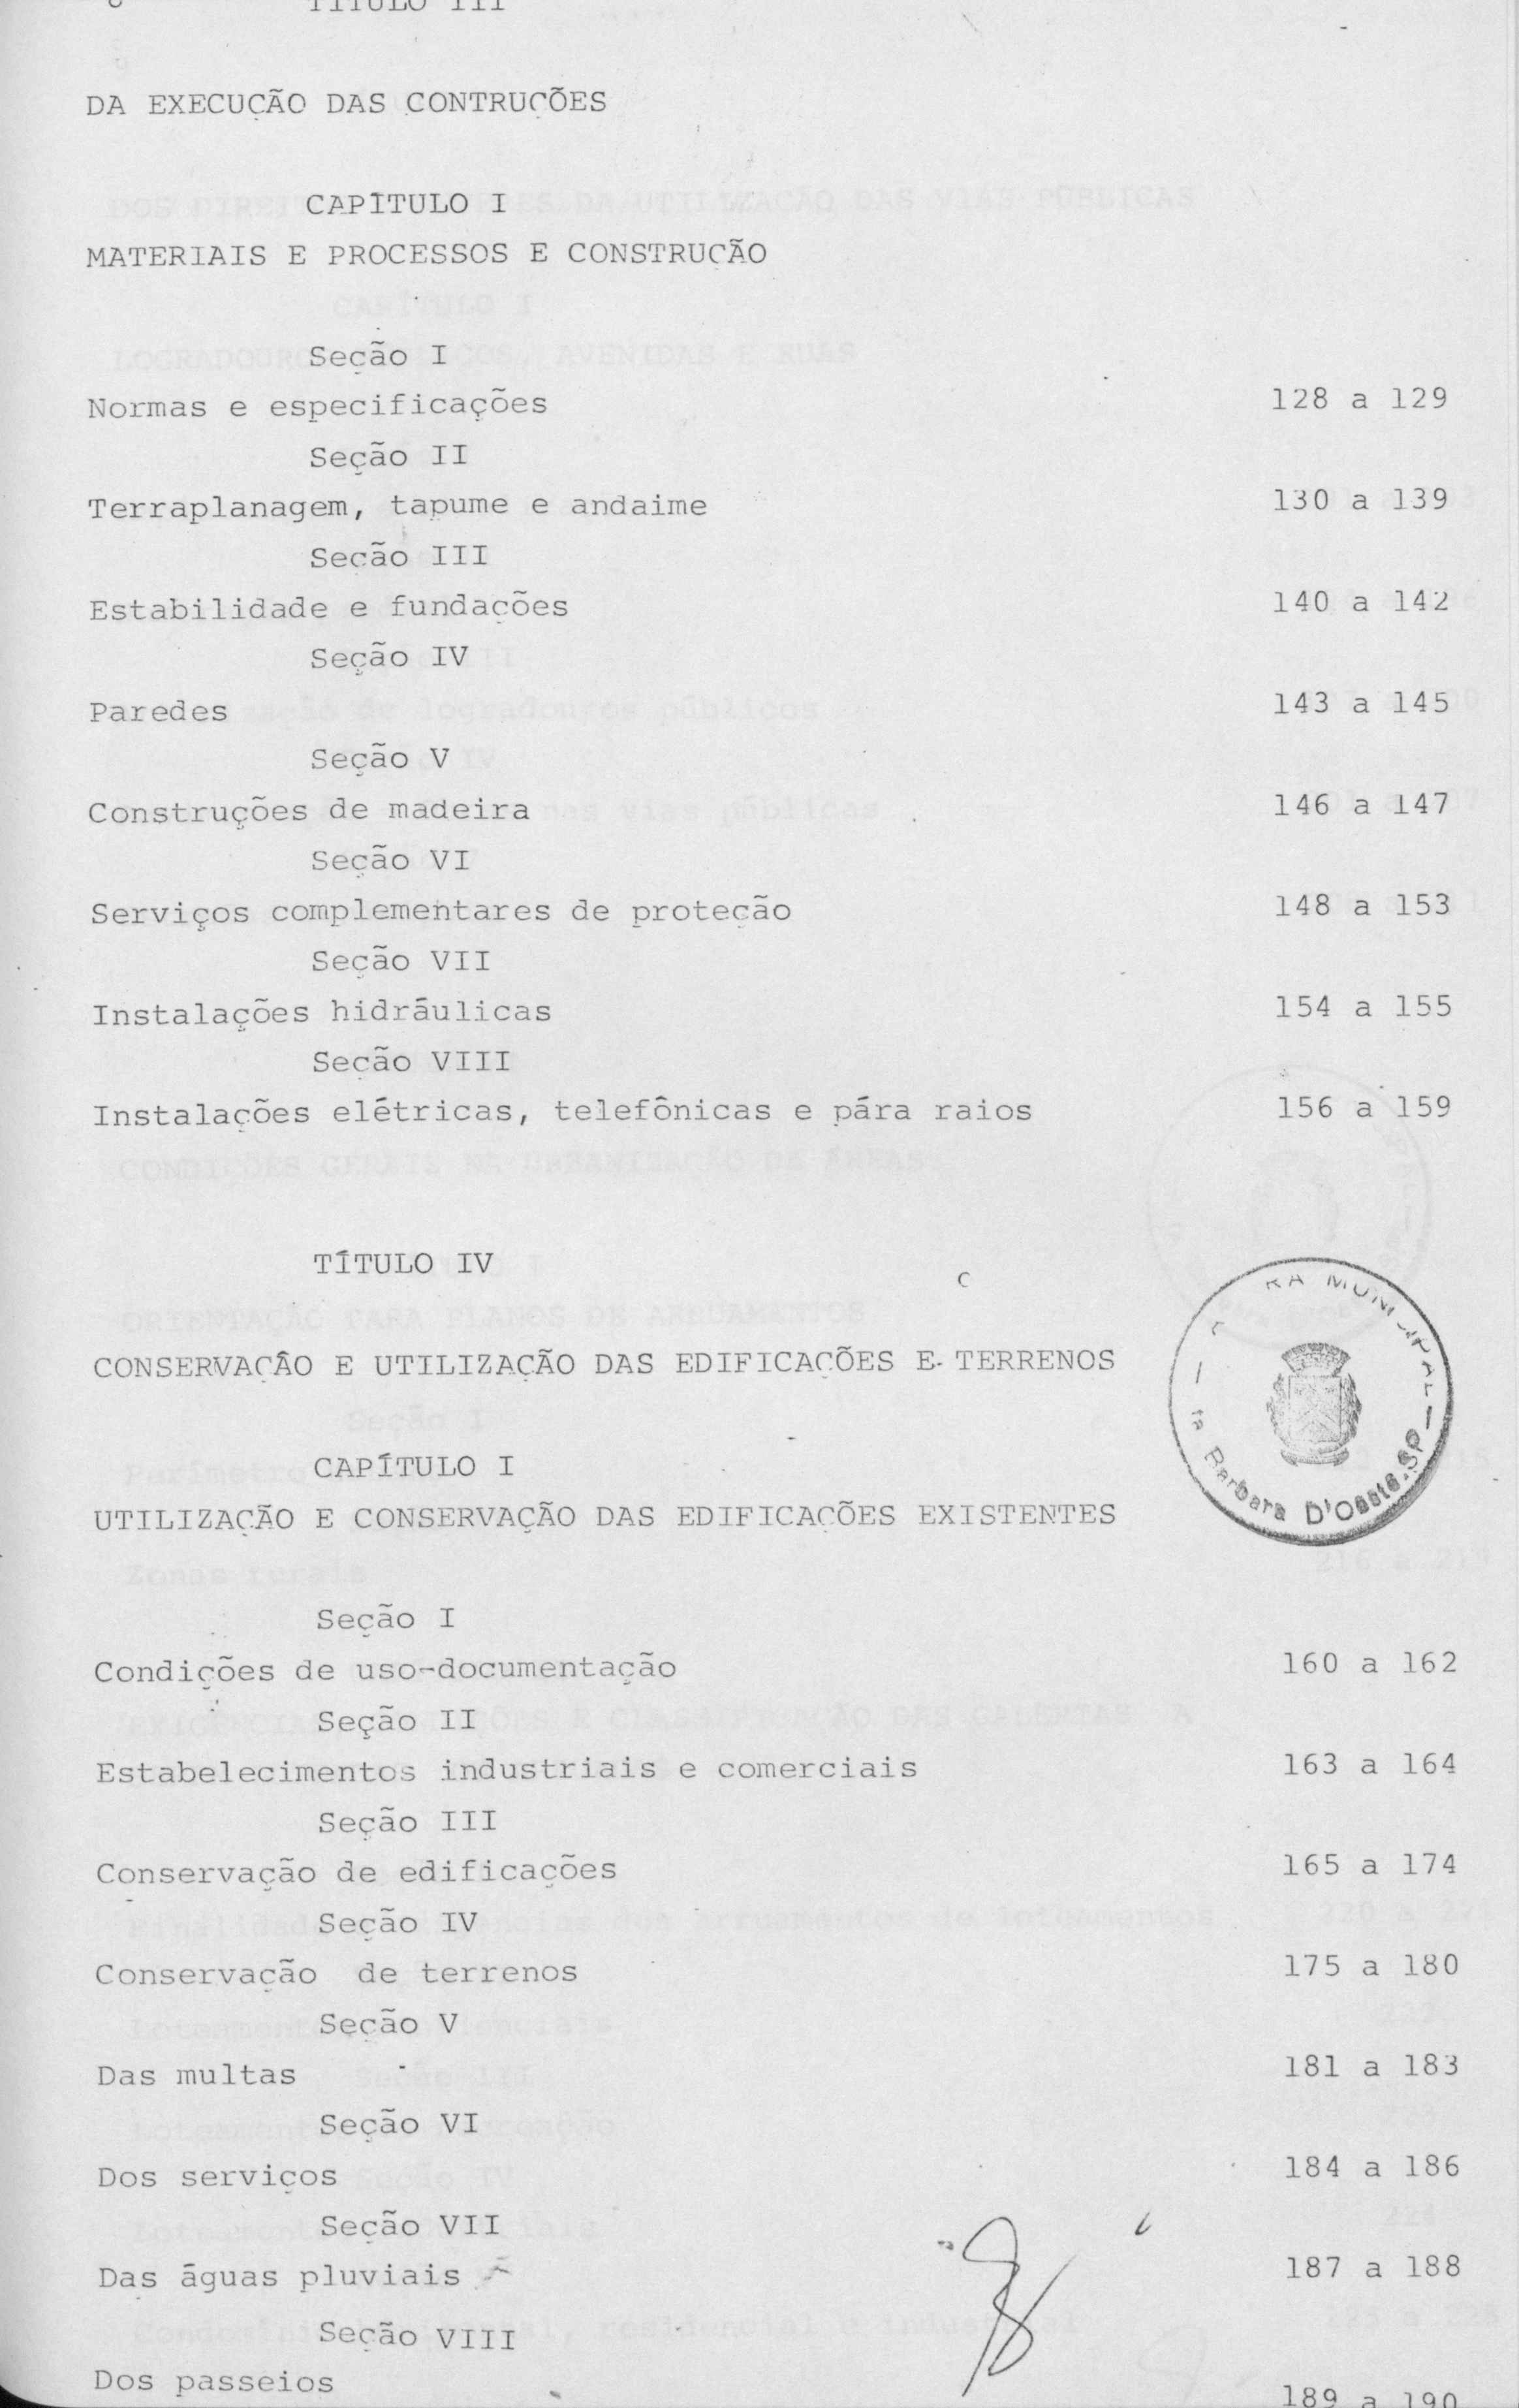 TÍTULO III
DA EXECUÇÃO DAS CONTRUÇÕES
CAPÍTULO I
MATERIAIS E PROCESSOS E CONSTRUÇÃO
Seção I
Normas e especificações 128 a 129
Seção II
Terraplanagem, tapume e andaime 130 a 139
Seção III
Estabilidade e fundações 140 a 142
Seção IV
Paredes 143 a 145
Seção V
Construções de madeira 146 a 147
Seção VI
Serviços complementares de proteção 148 a 153
Seção VII
Instalações hidráulicas 154 a 155
Seção VIII
Instalações elétricas, telefônicas e pára raios 156 a 159
TÍTULO IV
CONSERVAÇÃO E UTILIZAÇÃO DAS EDIFICAÇÕES E TERRENOS
CAPÍTULO I
UTILIZAÇÃO E CONSERVAÇÃO DAS EDIFICAÇÕES EXISTENTES
MUNICIPAL
Barbara D'Oeste-SP
Seção I
Condições de uso-documentação 160 a 162
Seção II
Estabelecimentos industriais e comerciais 163 a 164
Seção III
Conservação de edificações 165 a 174
Seção IV
Conservação de terrenos 175 a 180
Seção V
Das multas 181 a 183
Seção VI
Dos serviços 184 a 186
Seção VII
Das águas pluviais 187 a 188
Seção VIII
Dos passeios 189 a 190